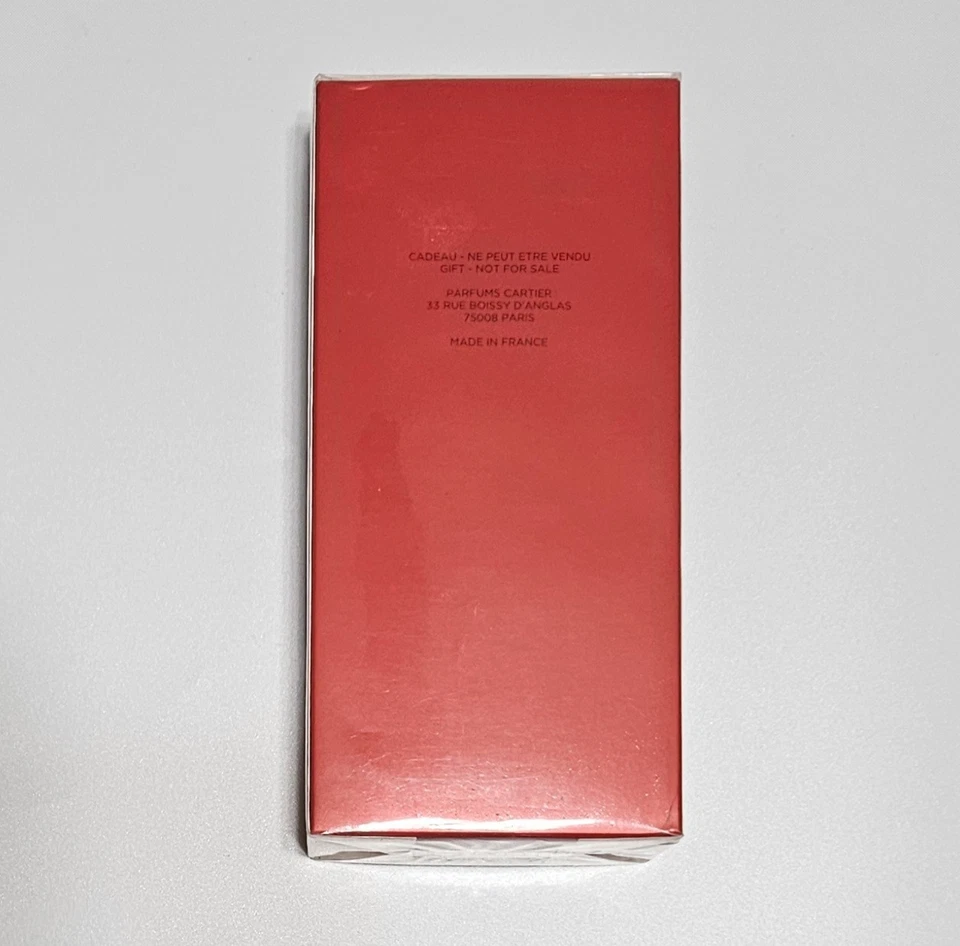 CADEAU - NE PEUT ETRE VENDU
GIFT - NOT FOR SALE
PARFUMS CARTIER
33 RUE BOISSY D'ANGLAS
75008 PARIS
MADE IN FRANCE